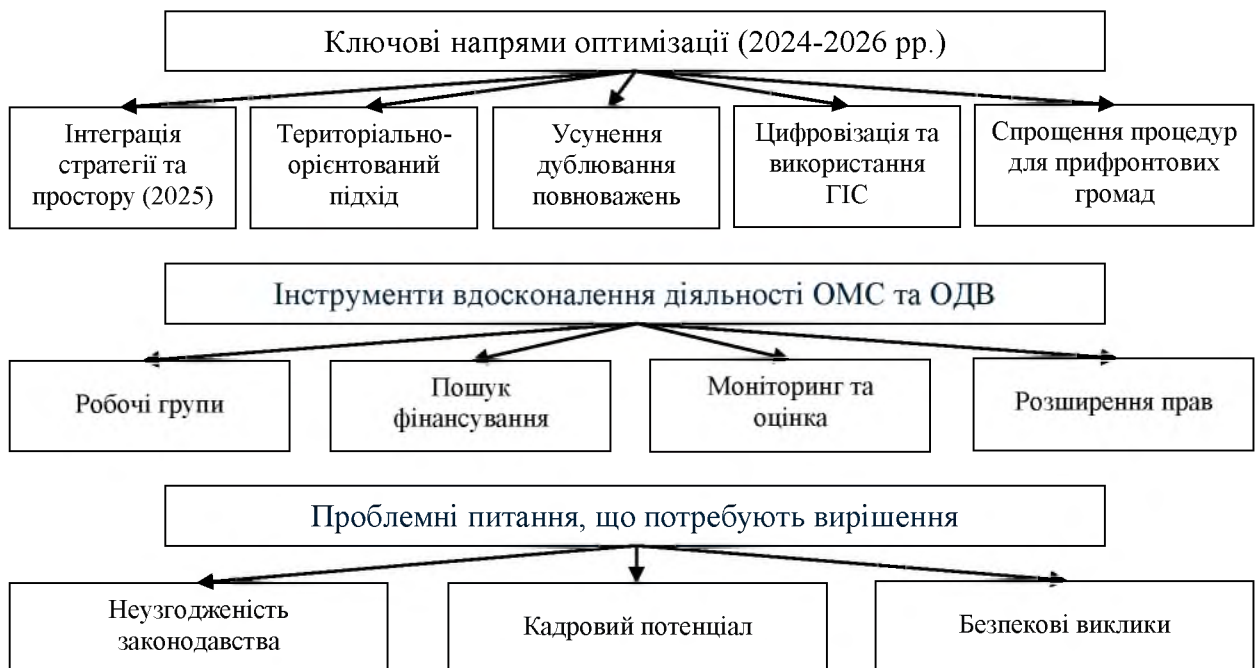 Ключові напрями оптимізації (2024-2026 рр.)
Інтеграція
стратегії та
простору (2025)
Територіально-
орієнтований
підхід
Усунення
дублювання
повноважень
Цифровізація та
використання
ГІС
Спрощення процедур
для прифронтових
громад
Інструменти вдосконалення діяльності ОМС та ОДВ
Робочі групи
Пошук
фінансування
Моніторинг та
оцінка
Розширення прав
Проблемні питання, що потребують вирішення
Неузгодженість
законодавства
Кадровий потенціал
Безпекові виклики